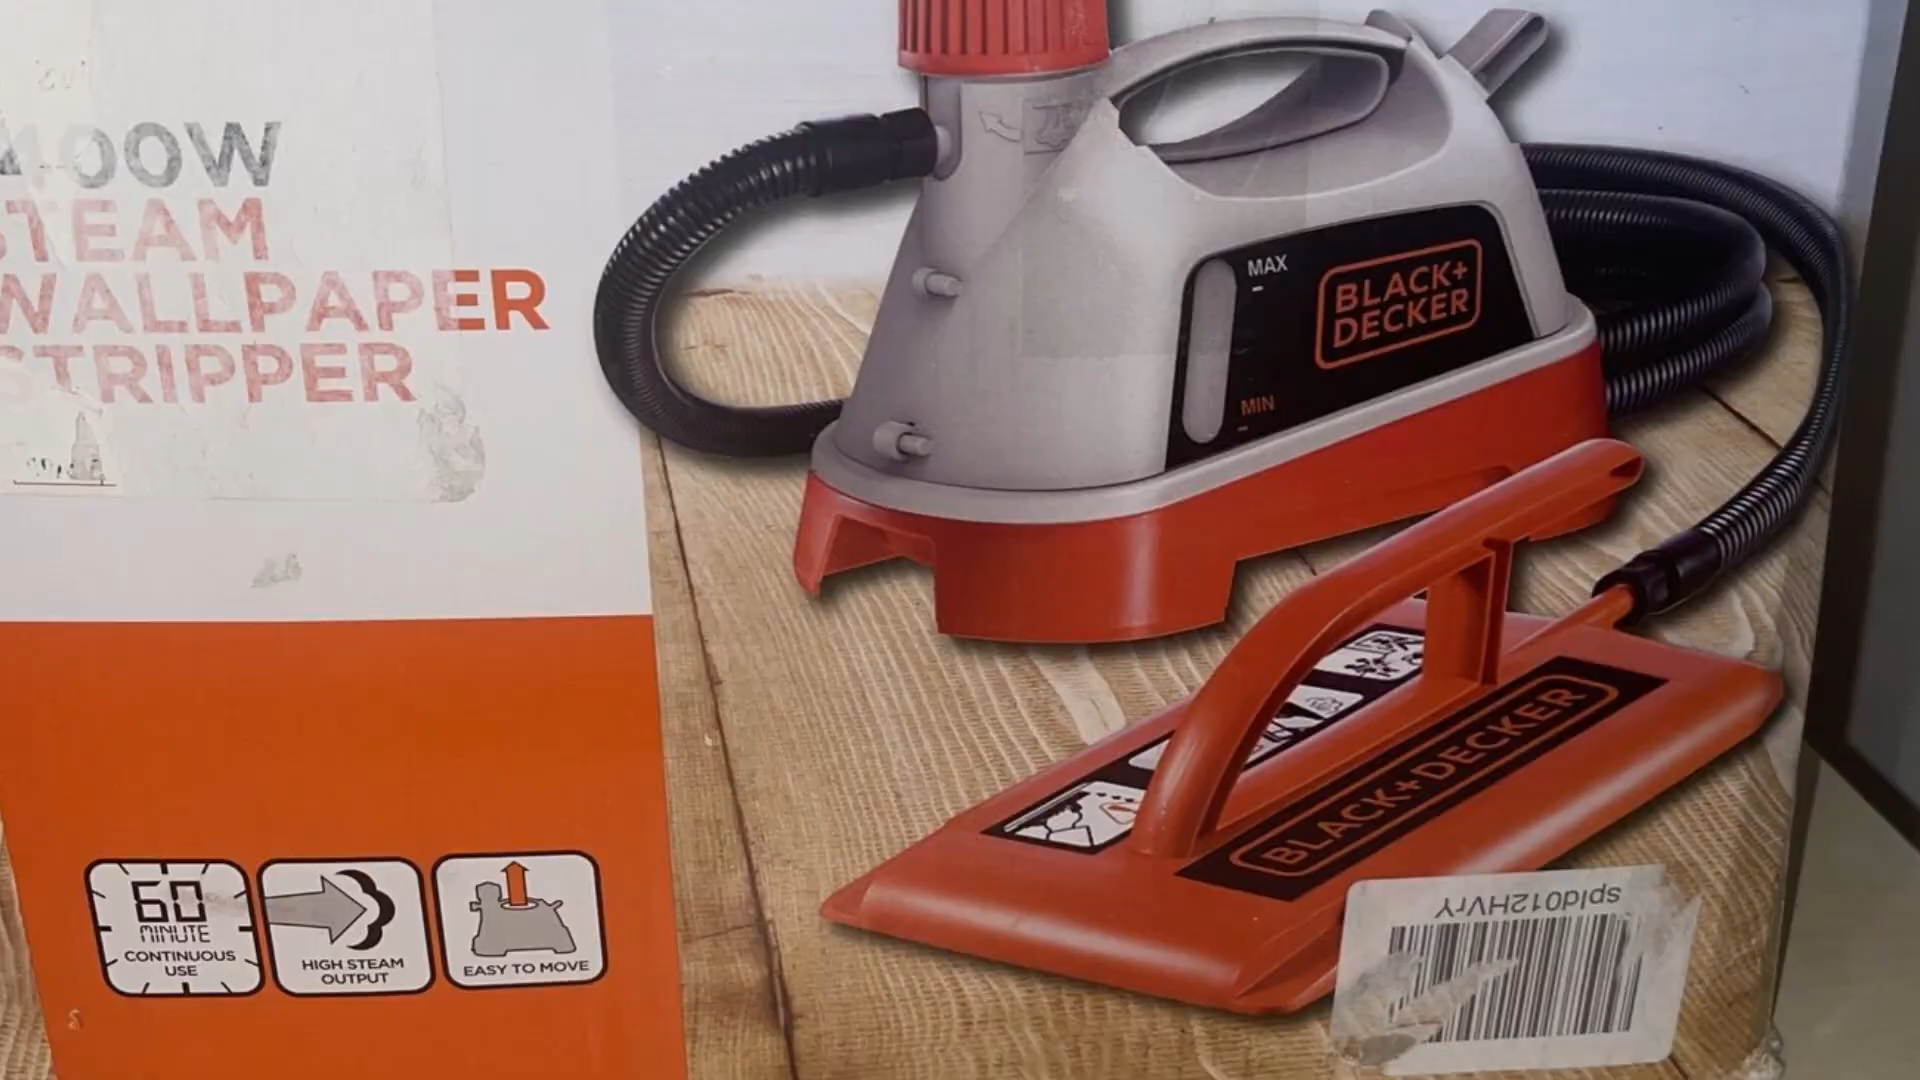 400W
STEAM
WALLPAPER
STRIPPER
MAX
BLACK+
DECKER
MIN
BLACK+DECKER
60
MINUTE
CONTINUOUS
USE
HIGH STEAM
OUTPUT
EASY TO MOVE
spld012HVrY